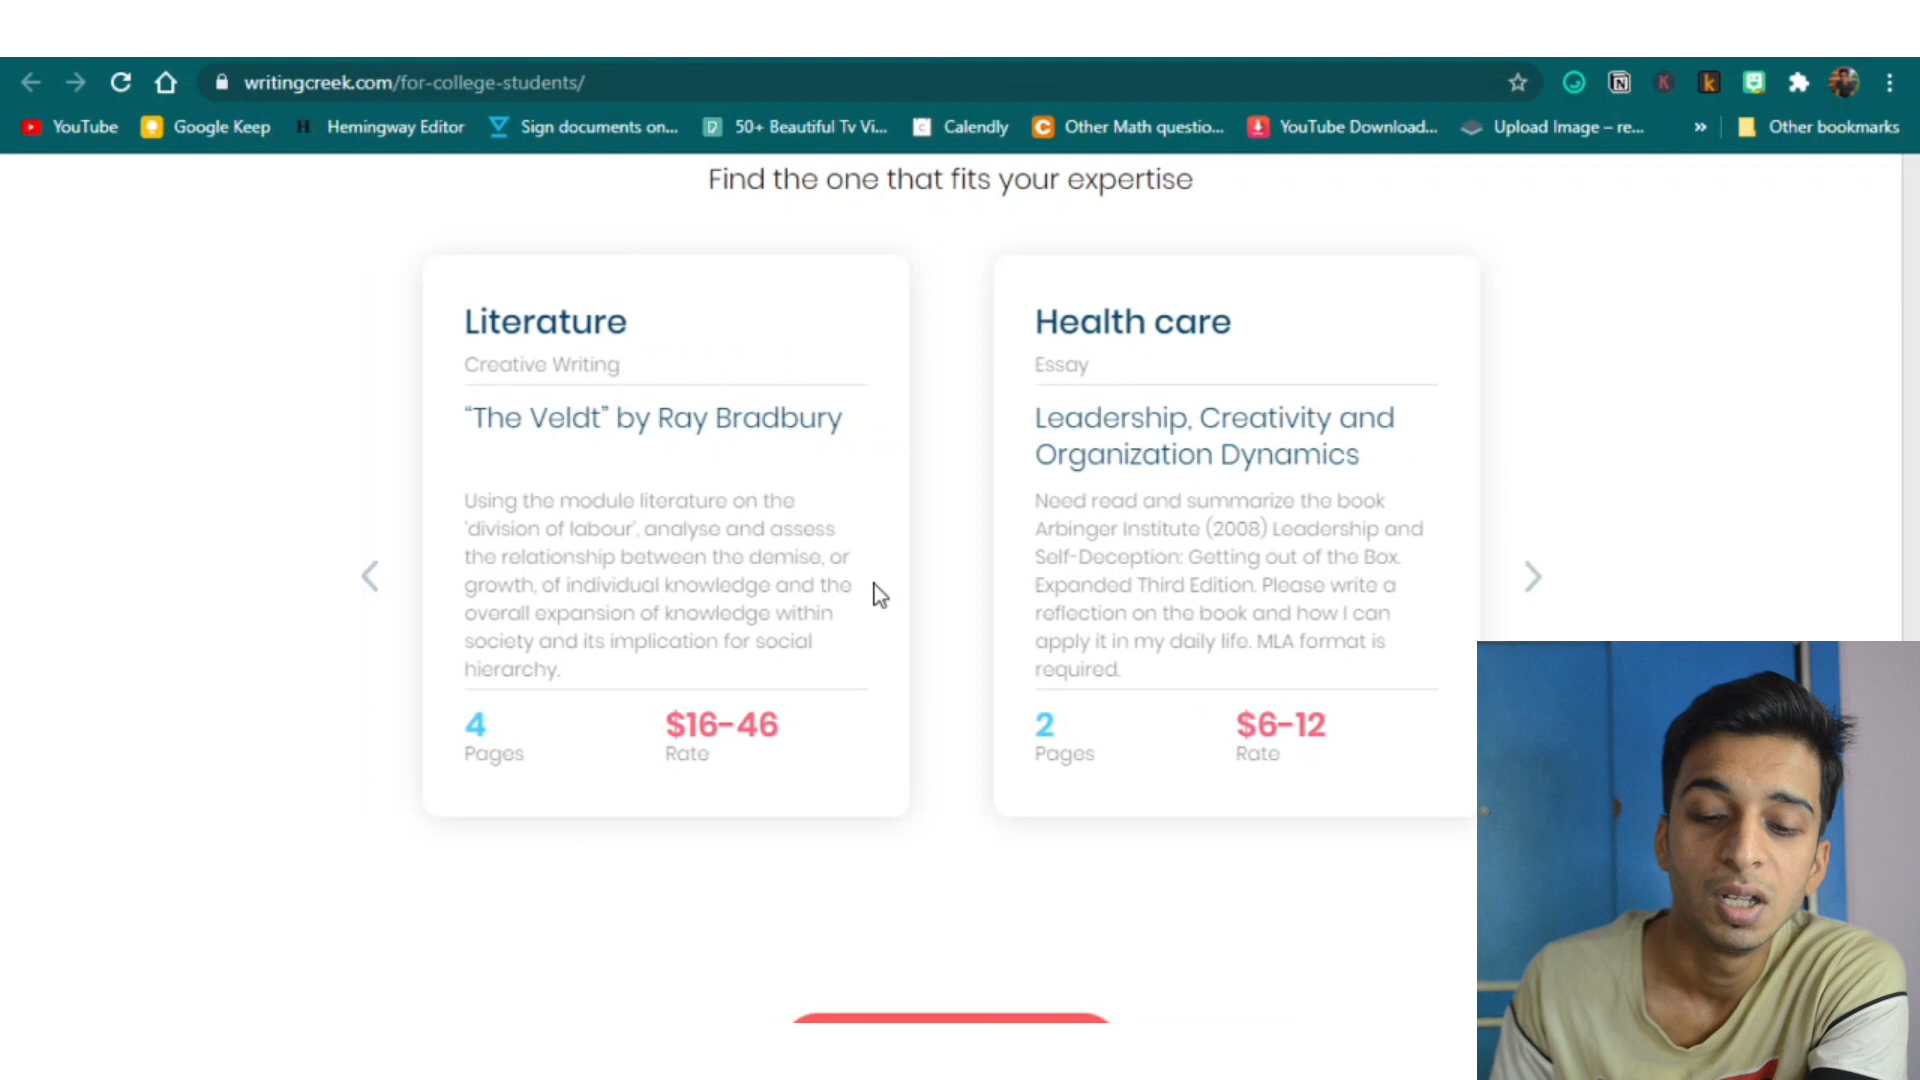 writingcreek.com/for-college-students/
YouTube Google Keep Hemingway Editor Sign documents on... 50+ Beautiful Tv Vi... Calendly Other Math questio... YouTube Download... Upload Image – re... » Other bookmarks
Find the one that fits your expertise
Literature
Creative Writing
“The Veldt” by Ray Bradbury
Using the module literature on the
'division of labour', analyse and assess
the relationship between the demise, or
growth, of individual knowledge and the
overall expansion of knowledge within
society and its implication for social
hierarchy.
4 $16-46
Pages Rate
Health care
Essay
Leadership, Creativity and
Organization Dynamics
Need read and summarize the book
Arbinger Institute (2008) Leadership and
Self-Deception: Getting out of the Box.
Expanded Third Edition. Please write a
reflection on the book and how I can
apply it in my daily life. MLA format is
required.
2 $6-12
Pages Rate